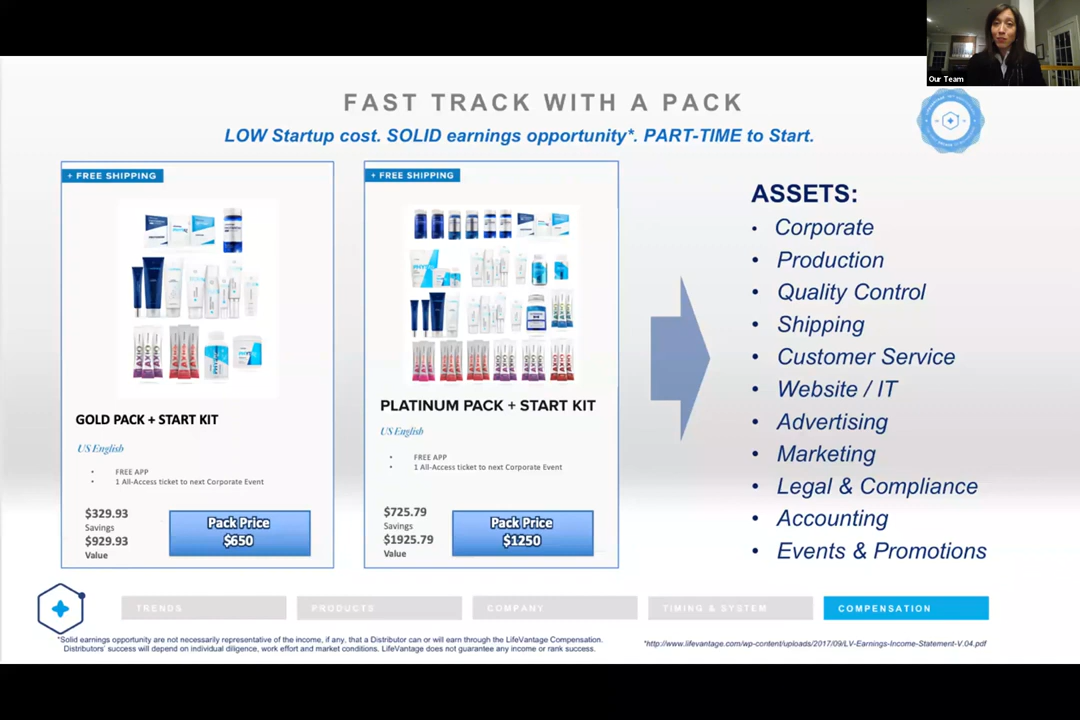 Our Team
FAST TRACK WITH A PACK
LOW Startup cost. SOLID earnings opportunity*. PART-TIME to Start.
+ FREE SHIPPING
GOLD PACK + START KIT
US English
• FREE APP
• 1 All-Access ticket to next Corporate Event
$329.93
Savings
$929.93
Value
Pack Price
$650
+ FREE SHIPPING
PLATINUM PACK + START KIT
US English
• FREE APP
• 1 All-Access ticket to next Corporate Event
$725.79
Savings
$1925.79
Value
Pack Price
$1250
ASSETS:
• Corporate
• Production
• Quality Control
• Shipping
• Customer Service
• Website / IT
• Advertising
• Marketing
• Legal & Compliance
• Accounting
• Events & Promotions
TRENDS
PRODUCTS
COMPANY
TIMING & SYSTEM
COMPENSATION
*Solid earnings opportunity are not necessarily representative of the income, if any, that a Distributor can or will earn through the LifeVantage Compensation.
Distributors' success will depend on individual diligence, work effort and market conditions. LifeVantage does not guarantee any income or rank success.
*http://www.lifevantage.com/wp-content/uploads/2017/09/LV-Earnings-Income-Statement-V.04.pdf